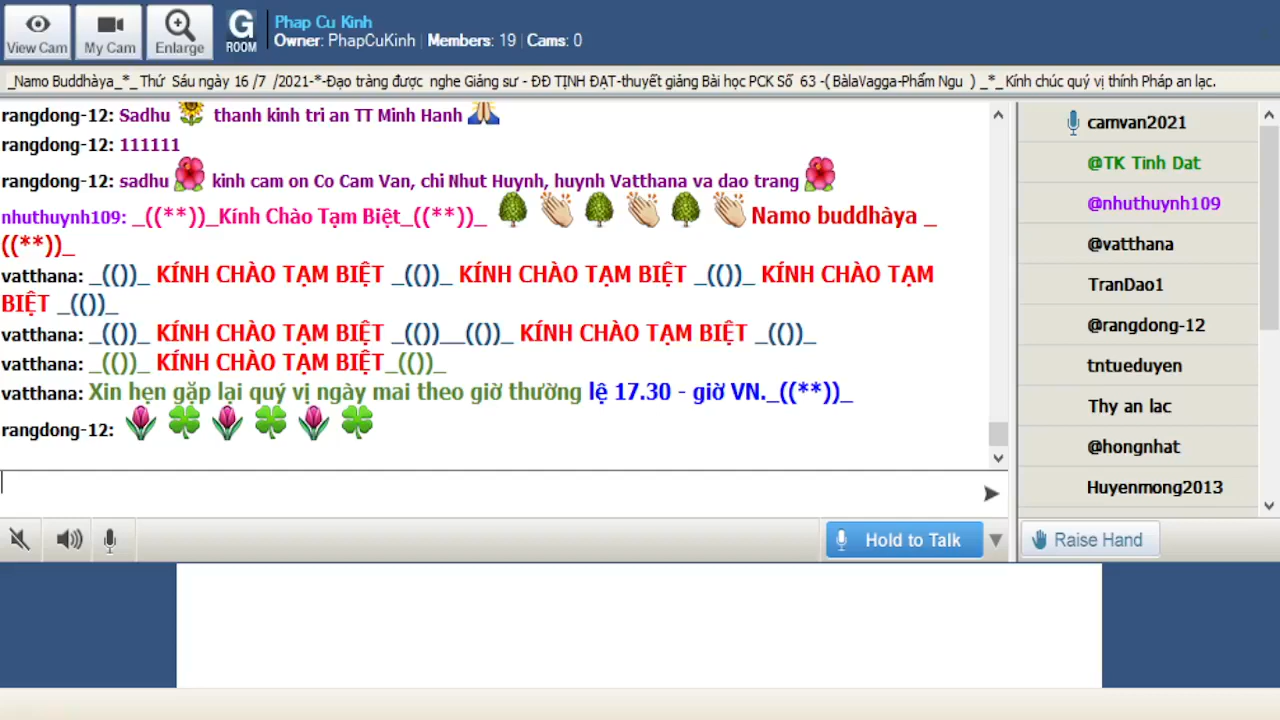 View Cam
My Cam
Enlarge
G
ROOM
Phap Cu Kinh
Owner: PhapCuKinh | Members: 19 | Cams: 0
_Namo Buddhàya_*_ Thứ Sáu ngày 16 /7 /2021-*-Đạo tràng được nghe Giảng sư - ĐĐ TỊNH ĐẠT-thuyết giảng Bài học PCK Số 63 -( BàlaVagga-Phẩm Ngu ) _*_ Kính chúc quý vị thính Pháp an lạc.
rangdong-12: Sadhu thanh kinh tri an TT Minh Hanh
rangdong-12: 111111
rangdong-12: sadhu kinh cam on Co Cam Van, chi Nhut Huynh, huynh Vatthana va dao trang
nhuthuynh109: _((**))_Kính Chào Tạm Biệt_((**))_ Namo buddhàya _
((**))_
vatthana: _(())_ KÍNH CHÀO TẠM BIỆT _(())_ KÍNH CHÀO TẠM BIỆT _(())_ KÍNH CHÀO TẠM
BIỆT _(())_
vatthana: _(())_ KÍNH CHÀO TẠM BIỆT _(())__(())_ KÍNH CHÀO TẠM BIỆT _(())_
vatthana: _(())_ KÍNH CHÀO TẠM BIỆT_(())_
vatthana: Xin hẹn gặp lại quý vị ngày mai theo giờ thường lệ 17.30 - giờ VN._((**))_
rangdong-12:
camvan2021
@TK Tinh Dat
@nhuthuynh109
@vatthana
TranDao1
@rangdong-12
tntueduyen
Thy an lac
@hongnhat
Huyenmong2013
Hold to Talk
Raise Hand